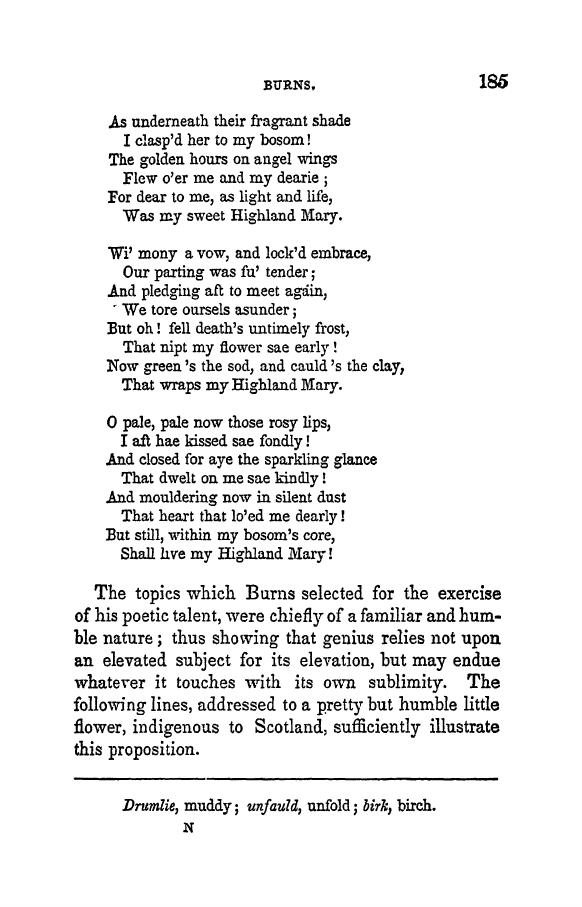 BURNS. 185
As underneath their fragrant shade
I clasp'd her to my bosom!
The golden hours on angel wings
Flew o'er me and my dearie;
For dear to me, as light and life,
Was my sweet Highland Mary.
Wi' mony a vow, and lock'd embrace,
Our parting was fu' tender;
And pledging aft to meet again,
We tore oursels asunder;
But oh! fell death's untimely frost,
That nipt my flower sae early!
Now green's the sod, and cauld's the clay,
That wraps my Highland Mary.
O pale, pale now those rosy lips,
I aft hae kissed sae fondly!
And closed for aye the sparkling glance
That dwelt on me sae kindly!
And mouldering now in silent dust
That heart that lo'ed me dearly!
But still, within my bosom's core,
Shall live my Highland Mary!
The topics which Burns selected for the exercise
of his poetic talent, were chiefly of a familiar and hum-
ble nature; thus showing that genius relies not upon
an elevated subject for its elevation, but may endue
whatever it touches with its own sublimity. The
following lines, addressed to a pretty but humble little
flower, indigenous to Scotland, sufficiently illustrate
this proposition.
Drumlie, muddy; unfauld, unfold; birk, birch.
N